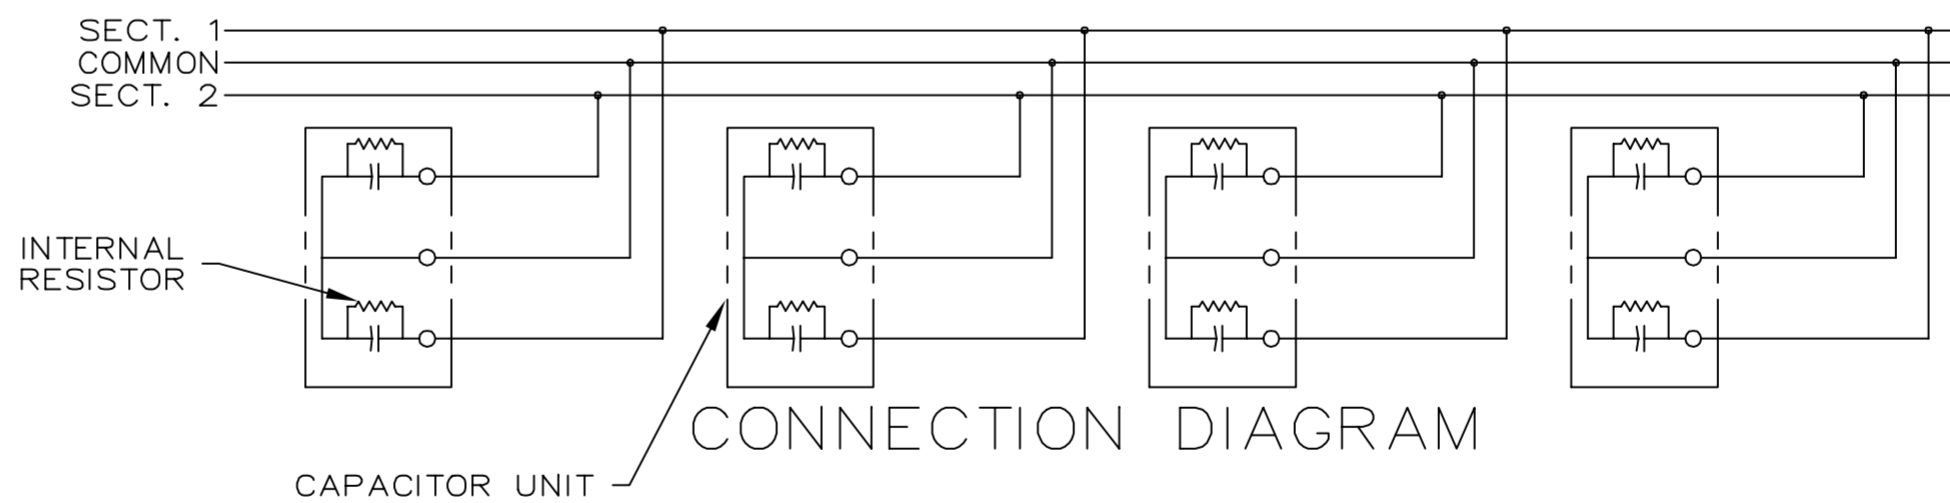 SECT. 1
COMMON
SECT. 2
INTERNAL
RESISTOR
CONNECTION DIAGRAM
CAPACITOR UNIT